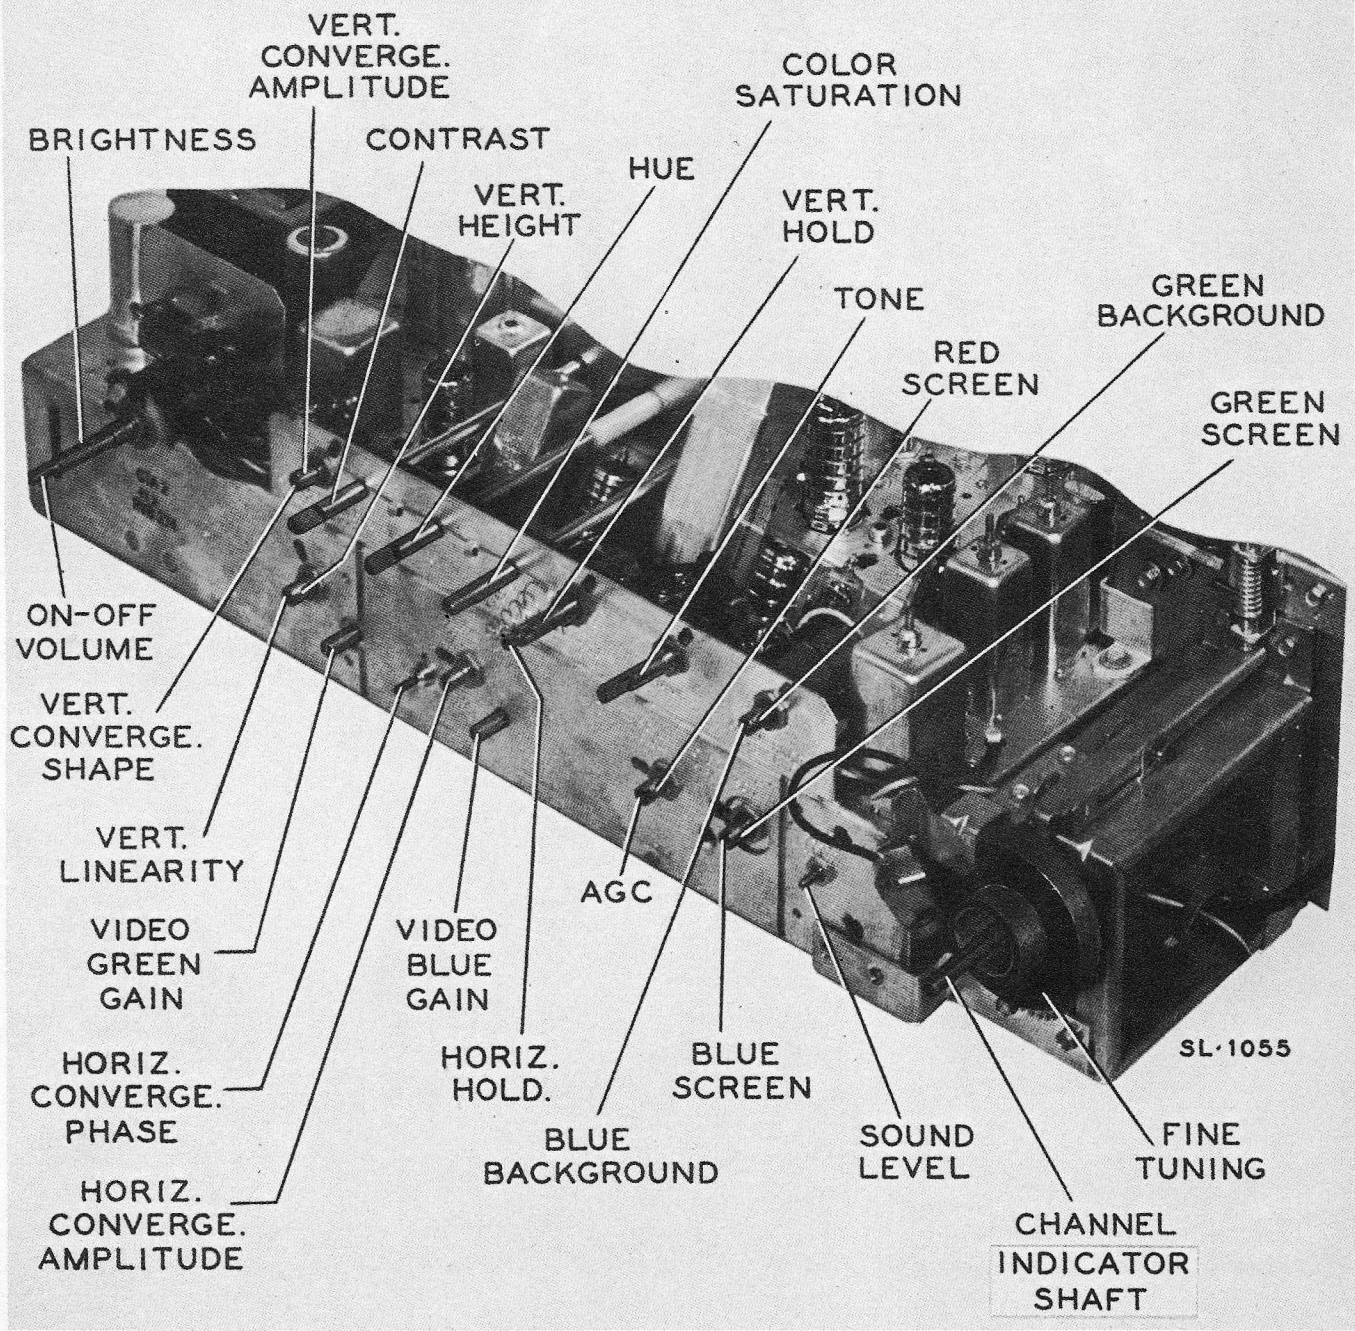 VERT.
CONVERGE.
AMPLITUDE
COLOR
SATURATION
BRIGHTNESS
CONTRAST
HUE
VERT.
HEIGHT
VERT.
HOLD
TONE
GREEN
BACKGROUND
RED
SCREEN
GREEN
SCREEN
ON-OFF
VOLUME
VERT.
CONVERGE.
SHAPE
VERT.
LINEARITY
AGC
VIDEO
GREEN
GAIN
VIDEO
BLUE
GAIN
HORIZ.
CONVERGE.
PHASE
HORIZ.
HOLD.
BLUE
SCREEN
SL-1055
BLUE
BACKGROUND
SOUND
LEVEL
FINE
TUNING
HORIZ.
CONVERGE.
AMPLITUDE
CHANNEL
INDICATOR
SHAFT